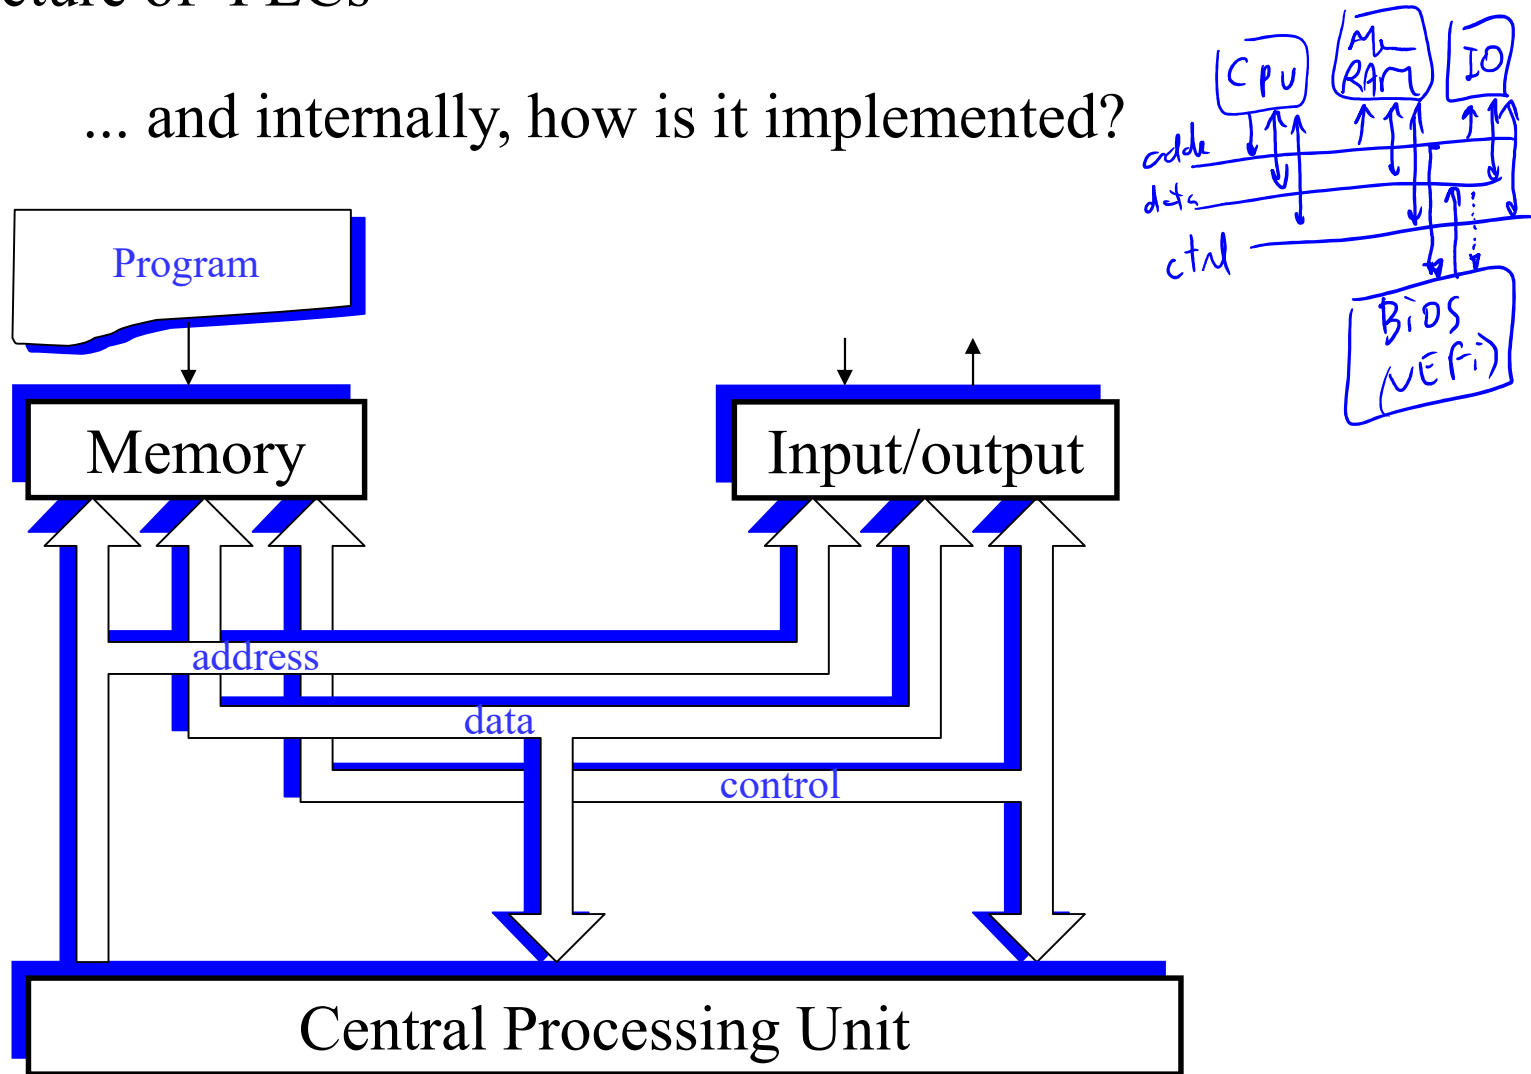 ... and internally, how is it implemented?
Program
Memory
Input/output
address
data
control
Central Processing Unit
CPU
RAM
IO
data
ctrl
BiOS
(UEFi)